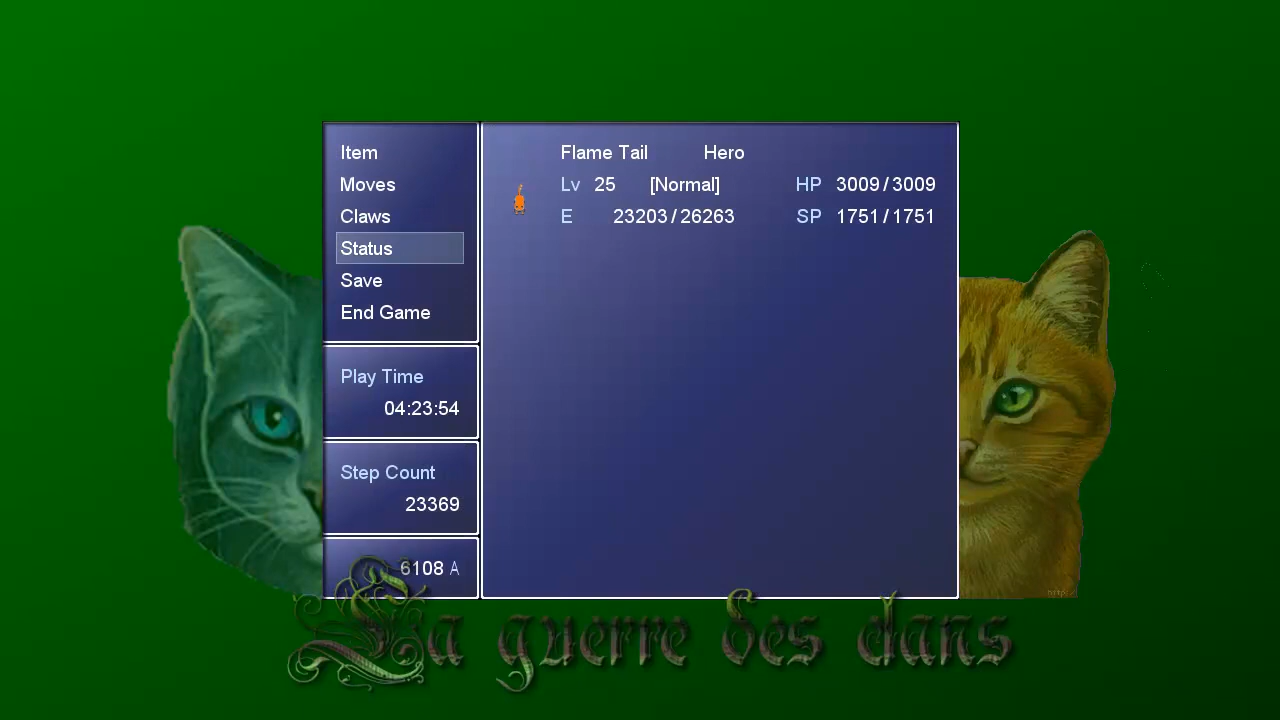 Item
Moves
Claws
Status
Save
End Game
Play Time
04:23:54
Step Count
23369
6108 A
Flame Tail Hero
Lv 25 [Normal] HP 3009/3009
E 23203/26263 SP 1751/1751
La guerre des clans